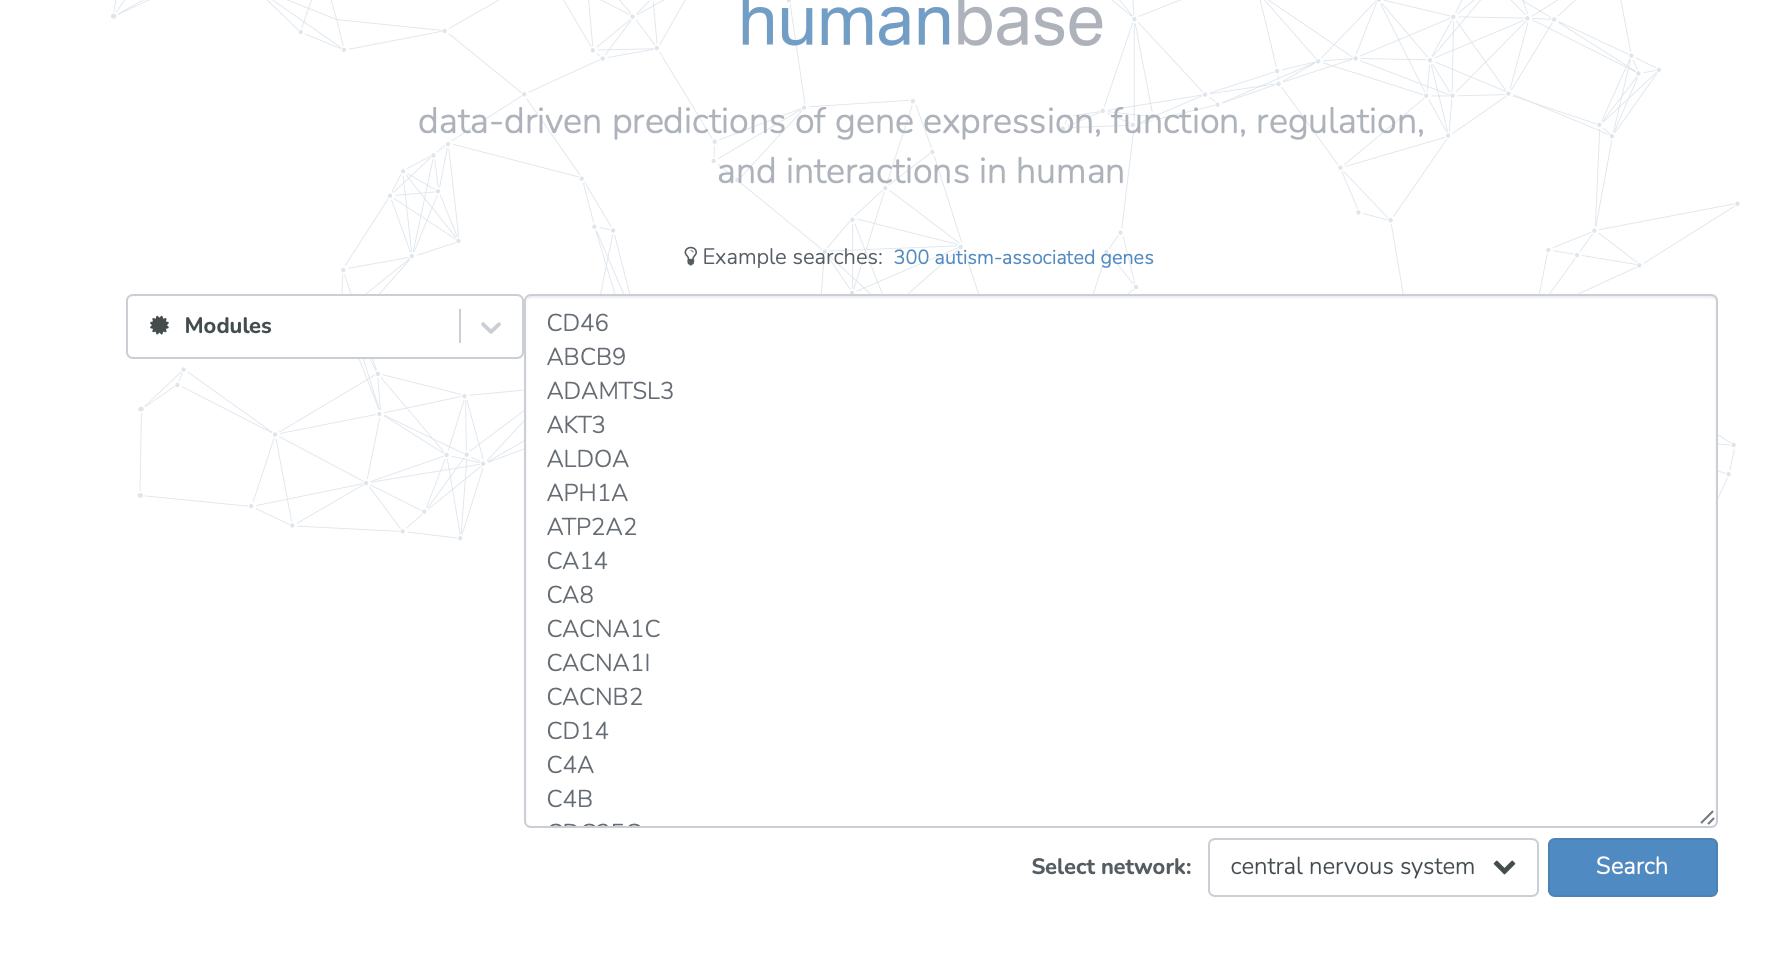 humanbase
data-driven predictions of gene expression, function, regulation,
and interactions in human
Example searches: 300 autism-associated genes
Modules
CD46
ABCB9
ADAMTSL3
AKT3
ALDOA
APH1A
ATP2A2
CA14
CA8
CACNA1C
CACNA1I
CACNB2
CD14
C4A
C4B
Select network: central nervous system Search